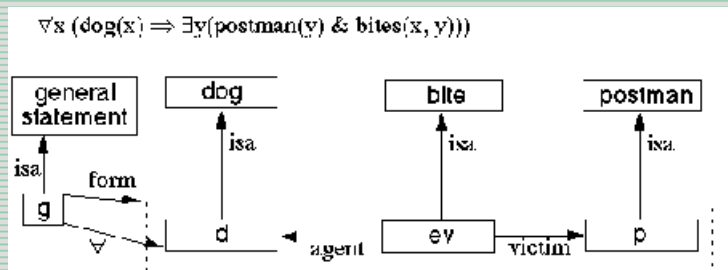 ∀x (dog(x) ⇒ ∃y(postman(y) & bites(x, y)))
general statement
dog
bite
postman
isa
isa
isa
isa
form
g
d
ev
p
∀
agent
victim